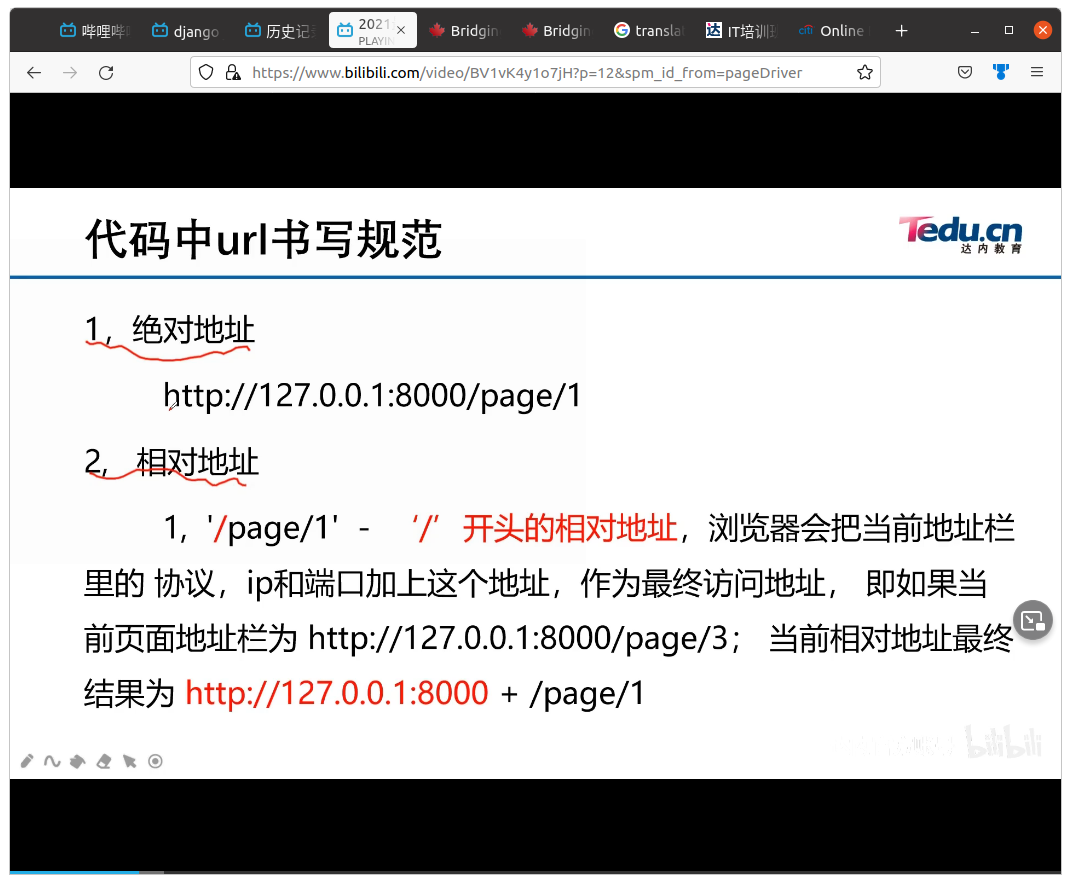 哔哩哔
django
历史记
2021
PLAYIN
Bridgin
Bridgin
translat
IT培训
Online
https://www.bilibili.com/video/BV1vK4y1o7jH?p=12&spm_id_from=pageDriver
代码中url书写规范
Tedu.cn
达内教育
1，绝对地址
http://127.0.0.1:8000/page/1
2, 相对地址
1, '/page/1' - ‘/’ 开头的相对地址，浏览器会把当前地址栏
里的 协议，ip和端口加上这个地址，作为最终访问地址， 即如果当
前页面地址栏为 http://127.0.0.1:8000/page/3； 当前相对地址最终
结果为 http://127.0.0.1:8000 + /page/1
bilibili